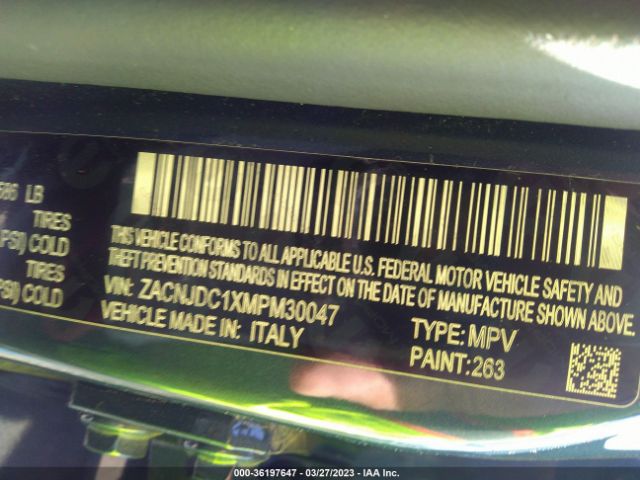 LB
TIRES
PSI) COLD
TIRES
PSI) COLD
THIS VEHICLE CONFORMS TO ALL APPLICABLE U.S. FEDERAL MOTOR VEHICLE SAFETY AND
THEFT PREVENTION STANDARDS IN EFFECT ON THE DATE OF MANUFACTURE SHOWN ABOVE.
VIN: ZACNJDC1XMPM30047
TYPE: MPV
VEHICLE MADE IN: ITALY
PAINT: 263
000-36197647 - 03/27/2023 - IAA Inc.